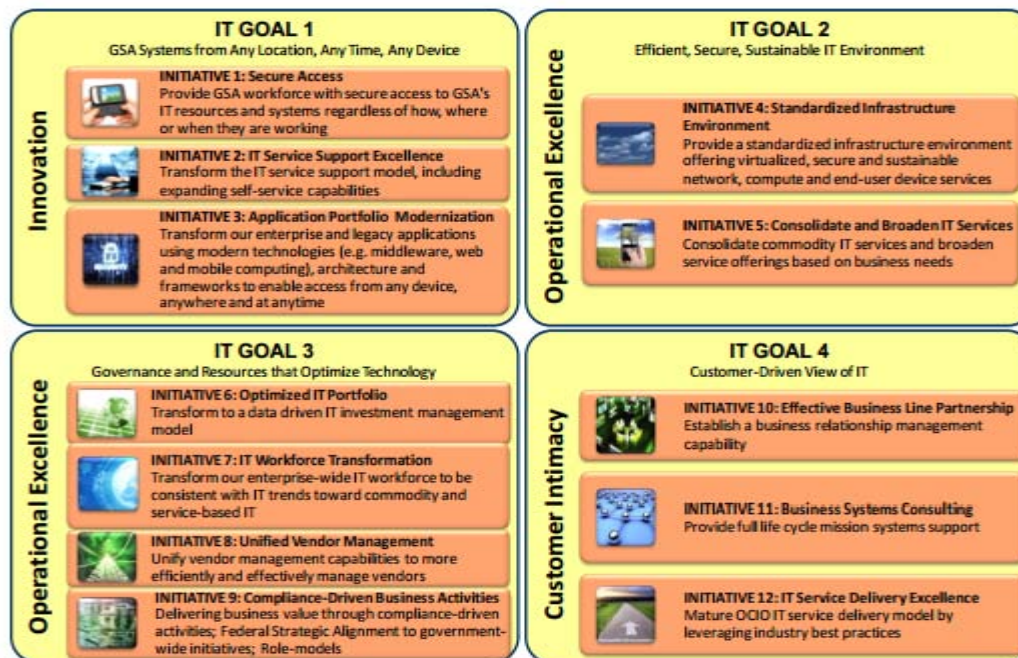 IT GOAL 1
GSA Systems from Any Location, Any Time, Any Device
Innovation
INITIATIVE 1: Secure Access
Provide GSA workforce with secure access to GSA's
IT resources and systems regardless of how, where
or when they are working
INITIATIVE 2: IT Service Support Excellence
Transform the IT service support model, including
expanding self-service capabilities
INITIATIVE 3: Application Portfolio Modernization
Transform our enterprise and legacy applications
using modern technologies (e.g. middleware, web
and mobile computing), architecture and
frameworks to enable access from any device,
anywhere and at anytime
IT GOAL 2
Efficient, Secure, Sustainable IT Environment
Operational Excellence
INITIATIVE 4: Standardized Infrastructure
Environment
Provide a standardized infrastructure environment
offering virtualized, secure and sustainable
network, compute and end-user device services
INITIATIVE 5: Consolidate and Broaden IT Services
Consolidate commodity IT services and broaden
service offerings based on business needs
IT GOAL 3
Governance and Resources that Optimize Technology
Operational Excellence
INITIATIVE 6: Optimized IT Portfolio
Transform to a data driven IT investment management
model
INITIATIVE 7: IT Workforce Transformation
Transform our enterprise-wide IT workforce to be
consistent with IT trends toward commodity and
service-based IT
INITIATIVE 8: Unified Vendor Management
Unify vendor management capabilities to more
efficiently and effectively manage vendors
INITIATIVE 9: Compliance-Driven Business Activities
Delivering business value through compliance-driven
activities; Federal Strategic Alignment to government-
wide initiatives; Role-models
IT GOAL 4
Customer-Driven View of IT
Customer Intimacy
INITIATIVE 10: Effective Business Line Partnership
Establish a business relationship management
capability
INITIATIVE 11: Business Systems Consulting
Provide full life cycle mission systems support
INITIATIVE 12: IT Service Delivery Excellence
Mature OCIO IT service delivery model by
leveraging industry best practices